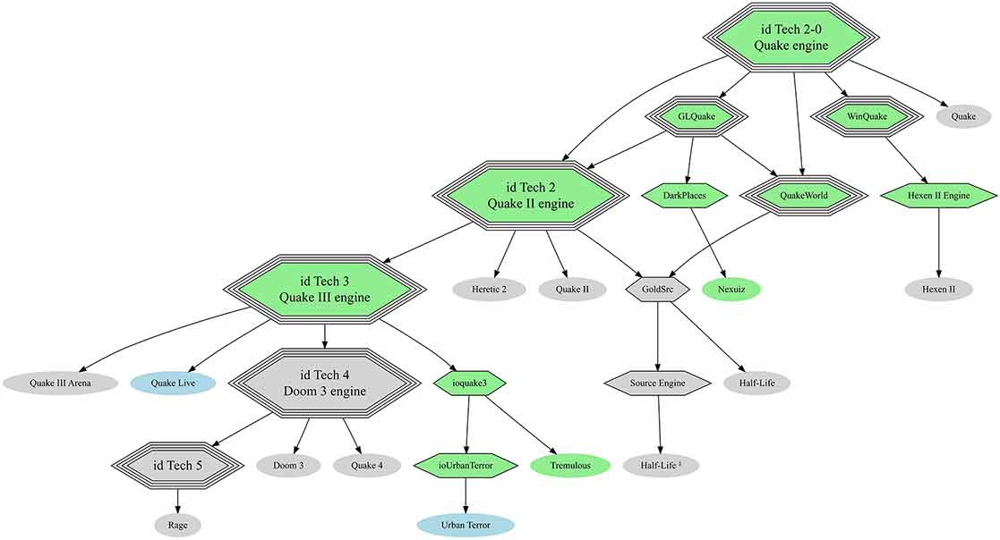 id Tech 2-0
Quake engine
GLQuake
WinQuake
Quake
id Tech 2
Quake II engine
DarkPlaces
QuakeWorld
Hexen II Engine
id Tech 3
Quake III engine
Heretic 2
Quake II
GoldSrc
Nexuiz
Hexen II
Quake III Arena
Quake Live
id Tech 4
Doom 3 engine
ioquake3
Source Engine
Half-Life
id Tech 5
Doom 3
Quake 4
ioUrbanTerror
Tremulous
Half-Life ²
Rage
Urban Terror